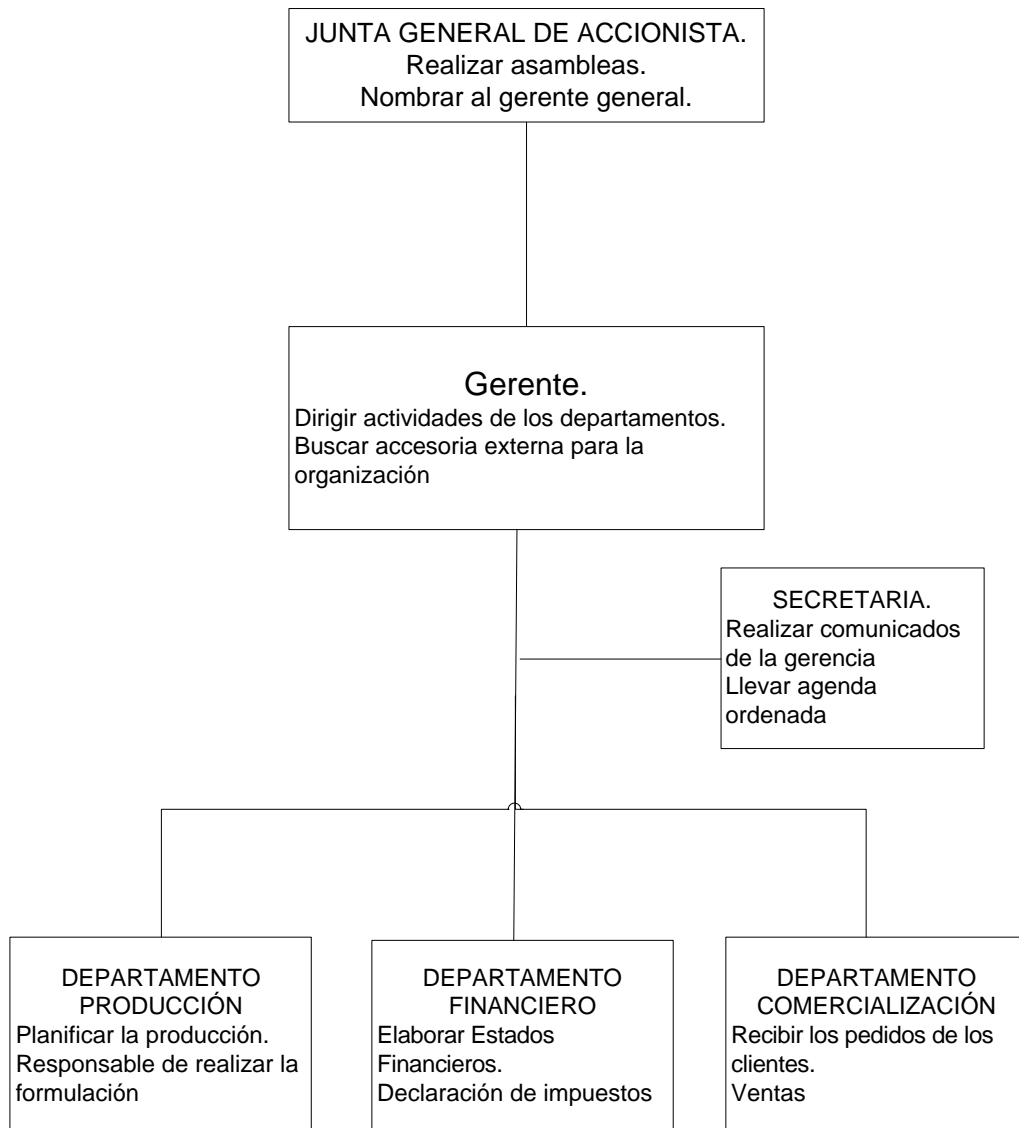 JUNTA GENERAL DE ACCIONISTA.
Realizar asambleas.
Nombrar al gerente general.
Gerente.
Dirigir actividades de los departamentos.
Buscar accesoria externa para la
organización
SECRETARIA.
Realizar comunicados
de la gerencia
Llevar agenda
ordenada
DEPARTAMENTO
PRODUCCIÓN
Planificar la producción.
Responsable de realizar la
formulación
DEPARTAMENTO
FINANCIERO
Elaborar Estados
Financieros.
Declaración de impuestos
DEPARTAMENTO
COMERCIALIZACIÓN
Recibir los pedidos de los
clientes.
Ventas